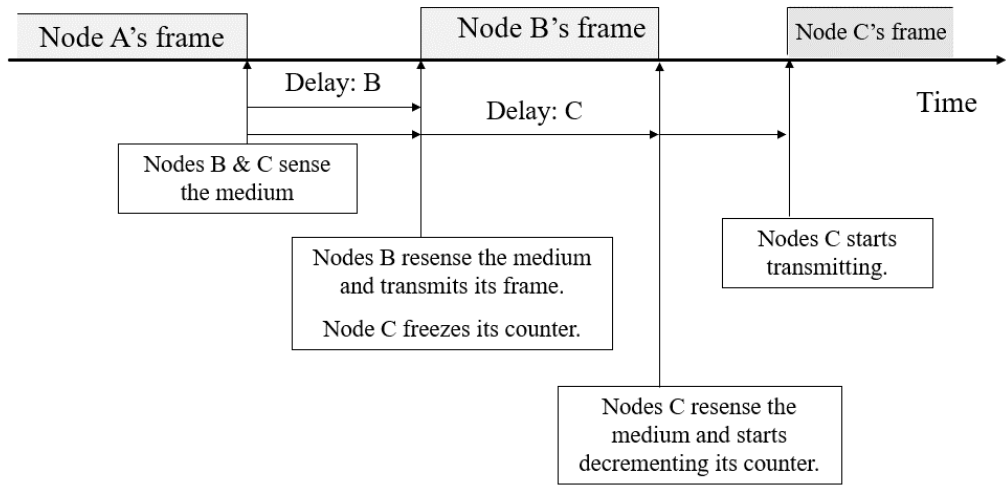 Node A's frame
Node B's frame
Node C's frame
Delay: B
Delay: C
Time
Nodes B & C sense
the medium
Nodes B resense the medium
and transmits its frame.
Node C freezes its counter.
Nodes C starts
transmitting.
Nodes C resense the
medium and starts
decrementing its counter.